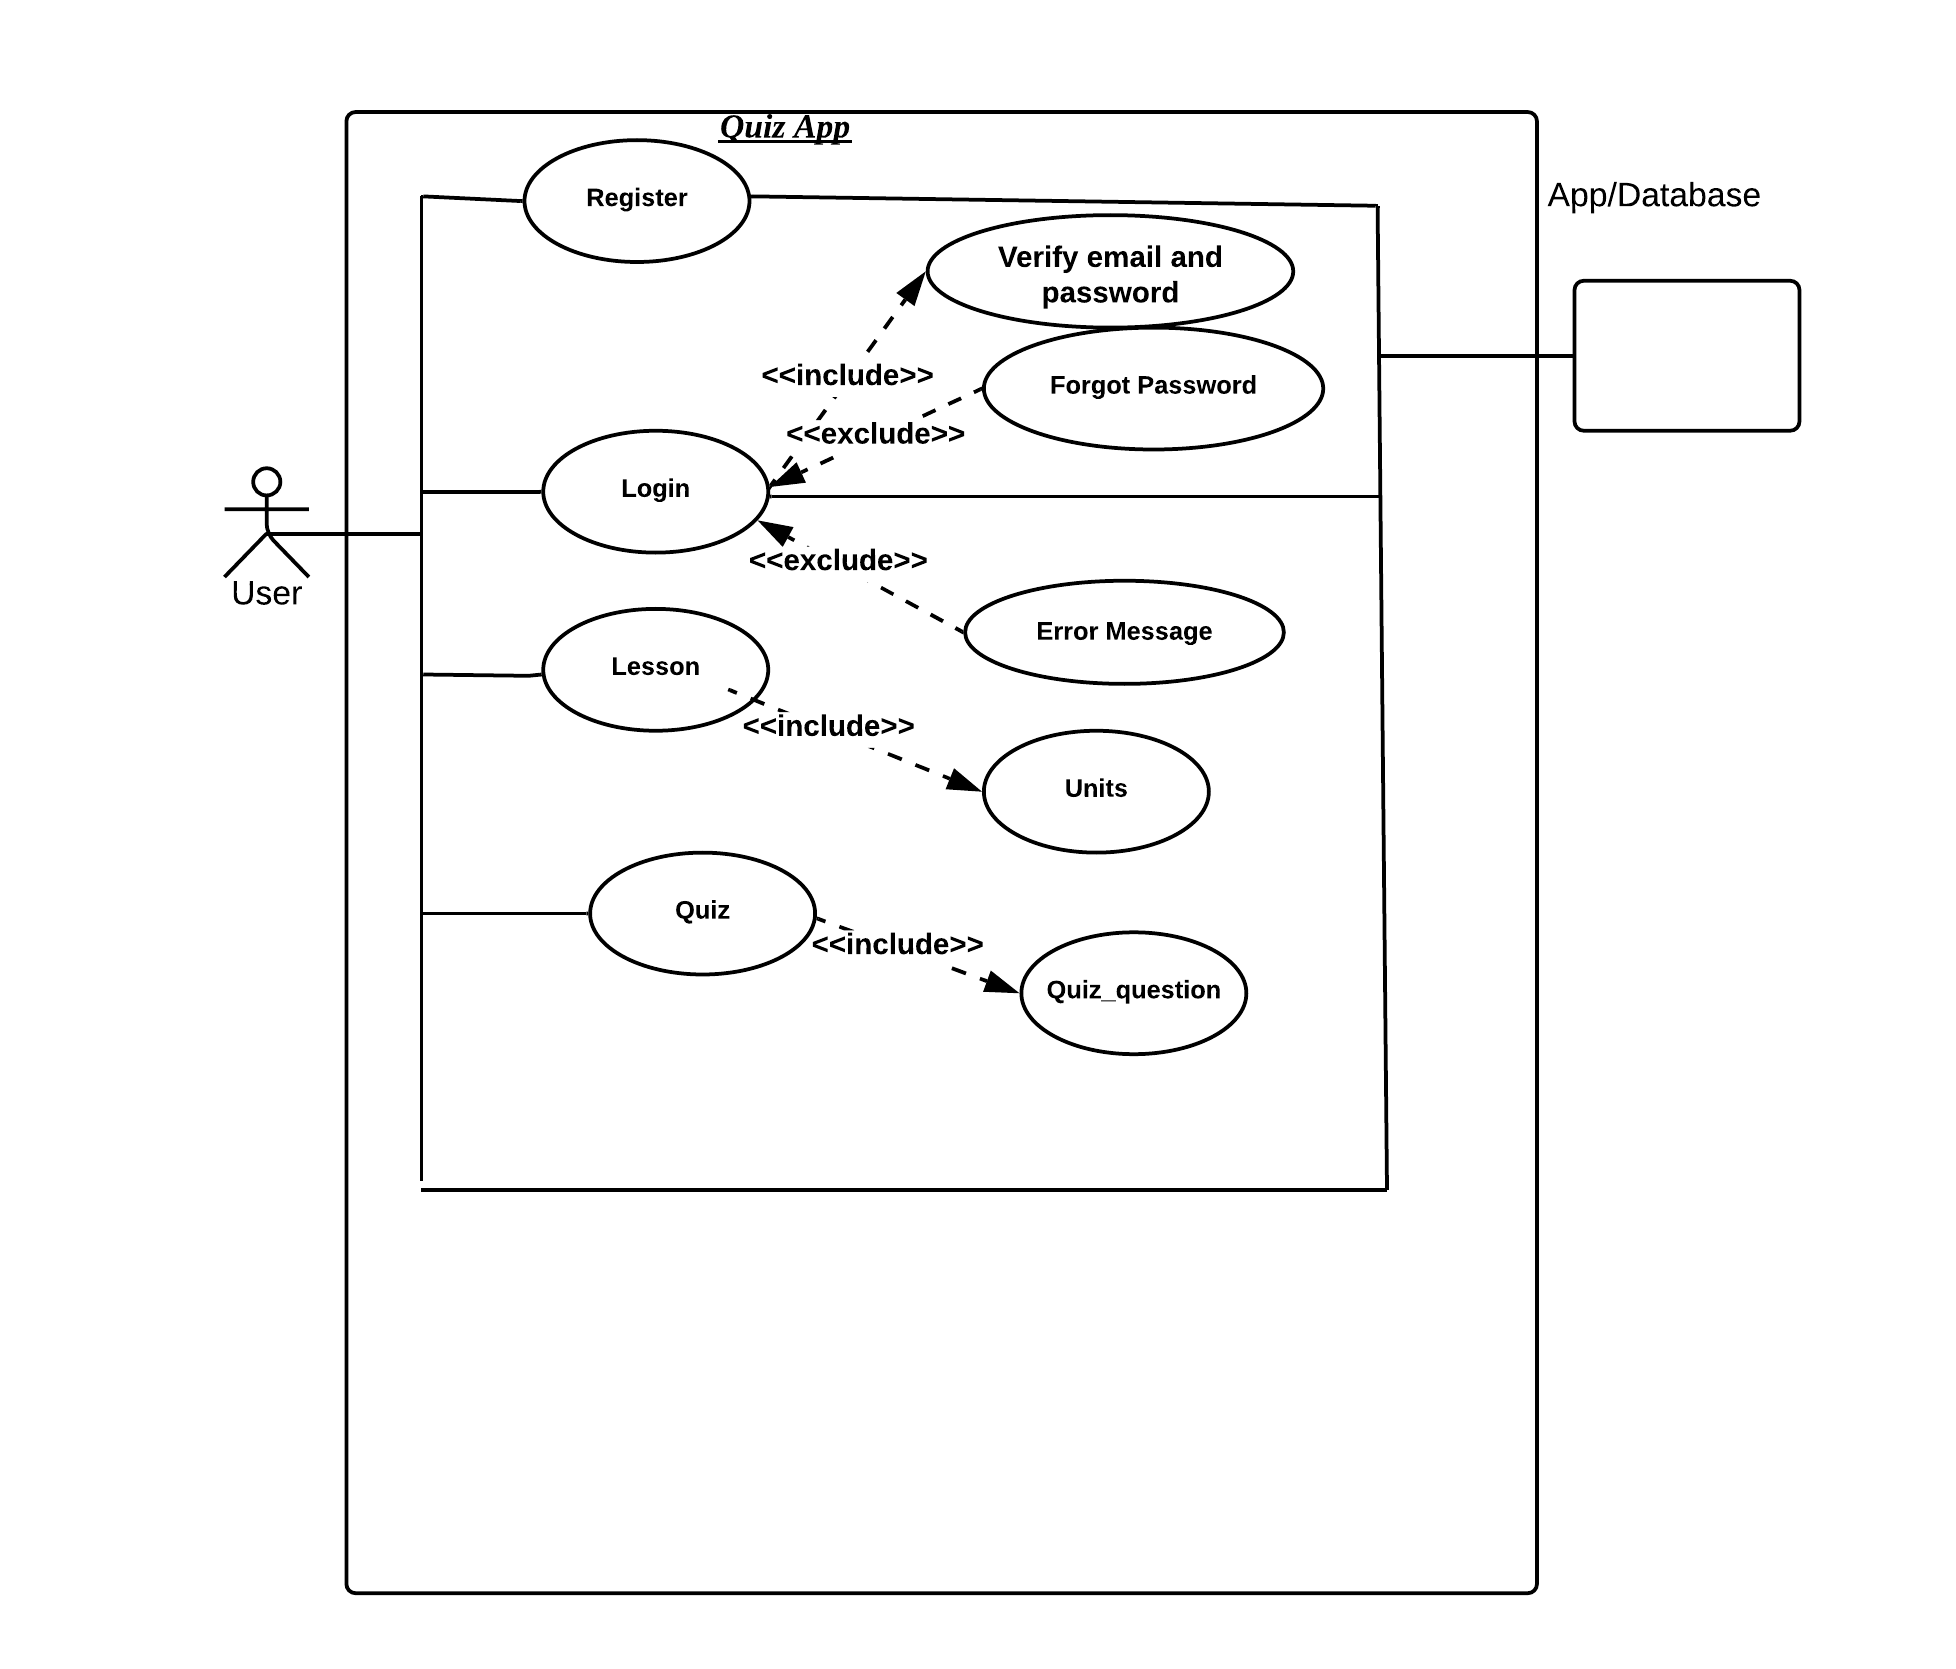 Quiz App
Register
App/Database
Verify email and
password
<<include>>
Forgot Password
<<exclude>>
Login
<<exclude>>
User
Error Message
Lesson
<<include>>
Units
Quiz
<<include>>
Quiz_question